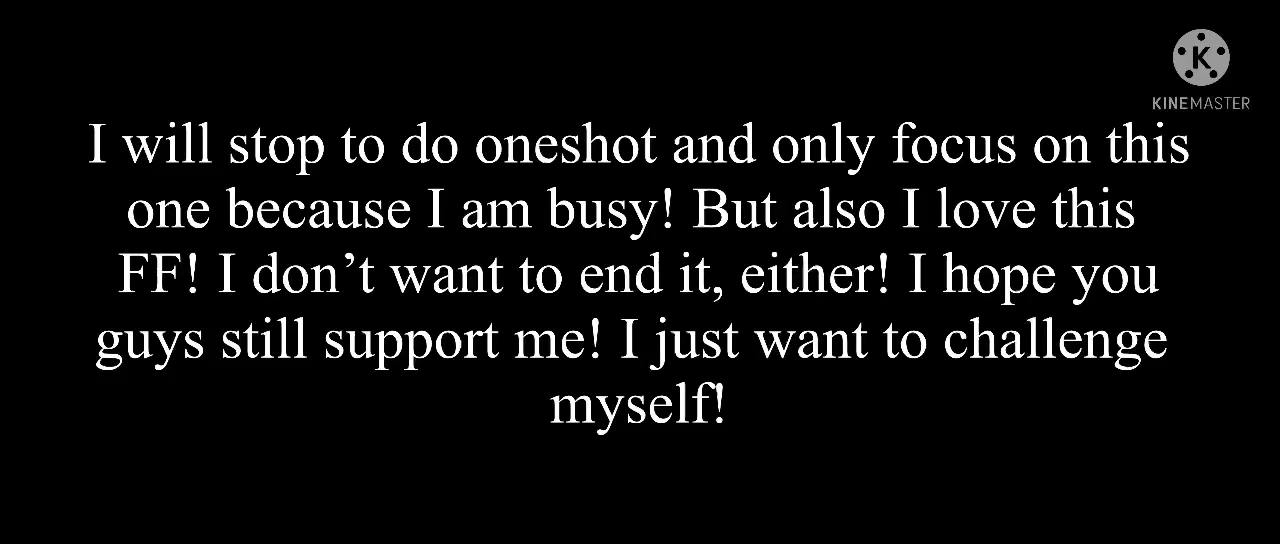 KINEMASTER
I will stop to do oneshot and only focus on this
one because I am busy! But also I love this
FF! I don’t want to end it, either! I hope you
guys still support me! I just want to challenge
myself!